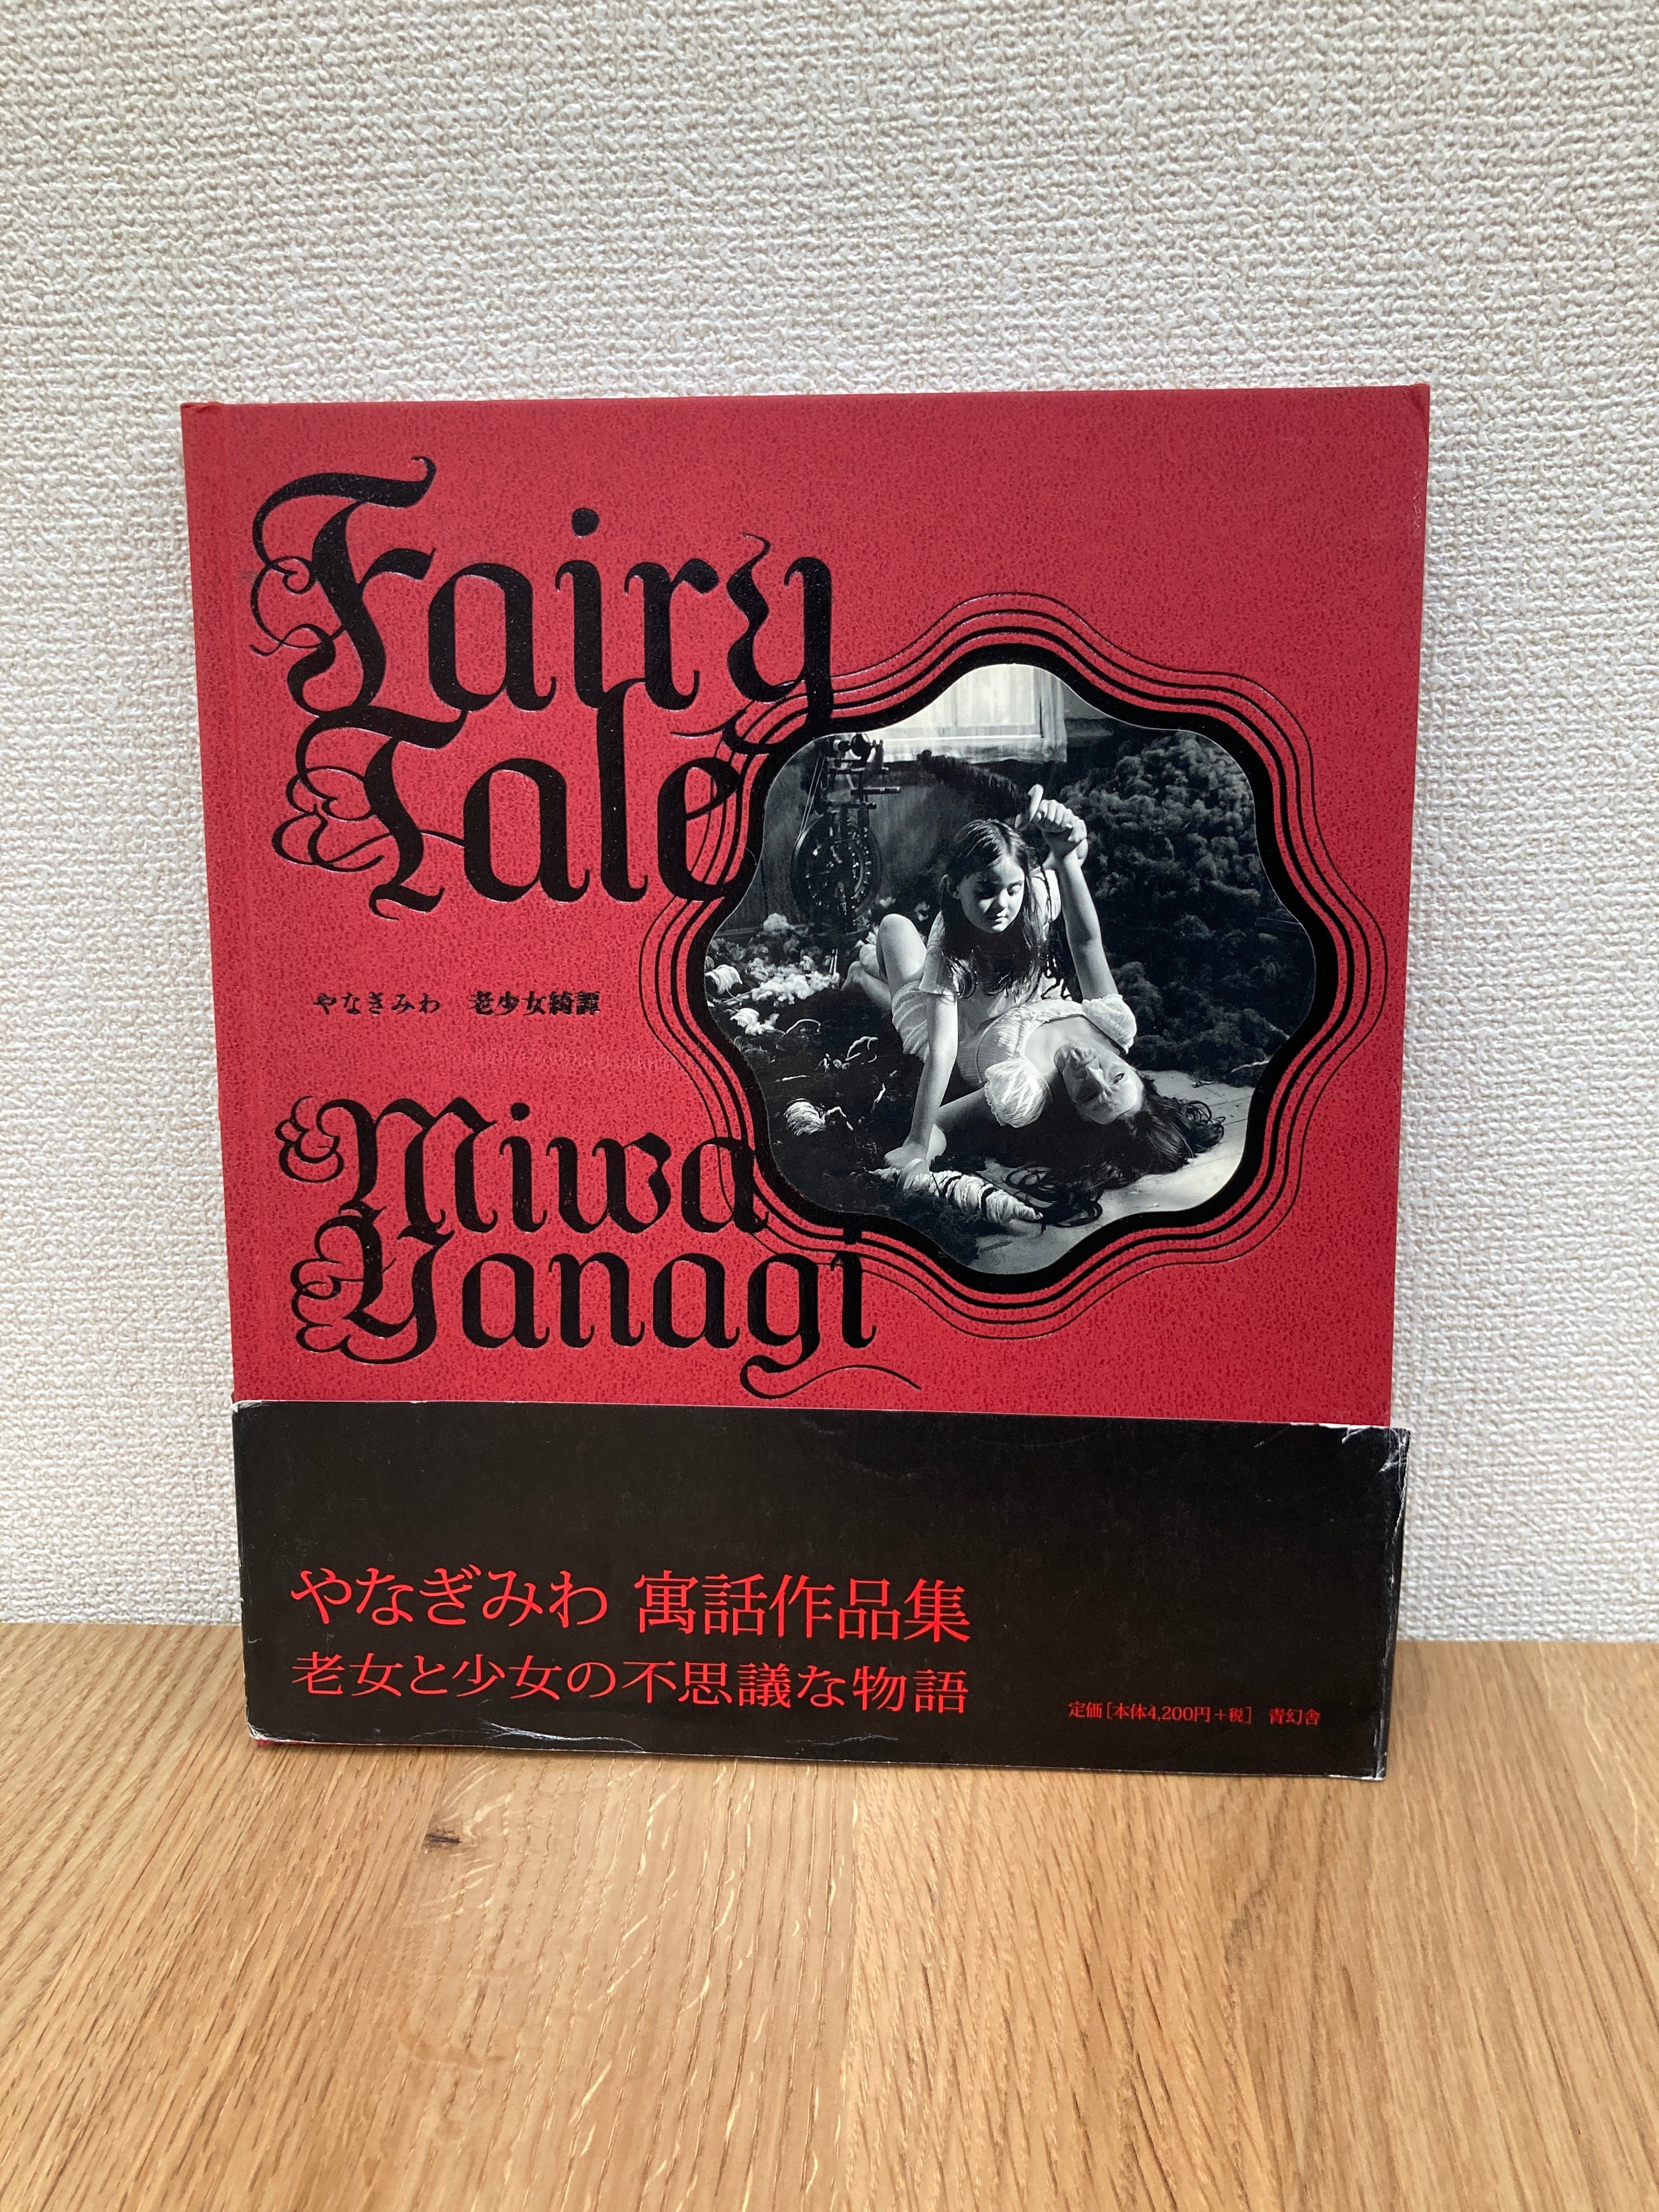 Fairy
Tale
やなぎみわ 老少女綺譚
Miwa
Yanagi
やなぎみわ 寓話作品集
老女と少女の不思議な物語
定価[本体4,200円+税] 青幻舎